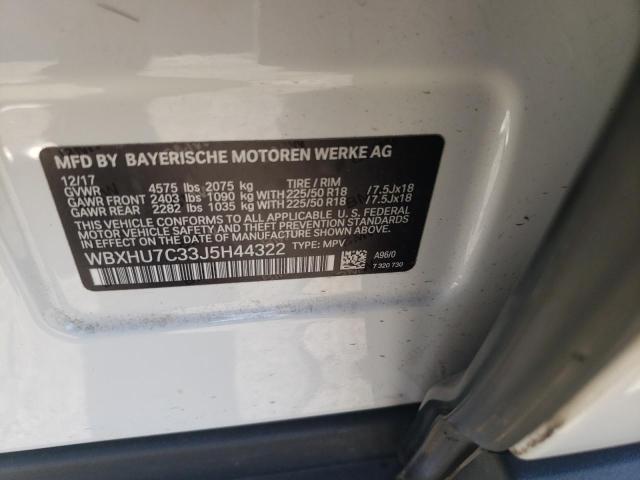 MFD BY BAYERISCHE MOTOREN WERKE AG
12/17
GVWR 4575 lbs 2075 kg TIRE / RIM
GAWR FRONT 2403 lbs 1090 kg WITH 225/50 R18 /7.5Jx18
GAWR REAR 2282 lbs 1035 kg WITH 225/50 R18 /7.5Jx18
THIS VEHICLE CONFORMS TO ALL APPLICABLE U.S. FEDERAL
MOTOR VEHICLE SAFETY AND THEFT PREVENTION STANDARDS
IN EFFECT ON THE DATE OF MANUFACTURE SHOWN ABOVE.
WBXHU7C33J5H44322 TYPE: MPV
A96/0
7 320 730